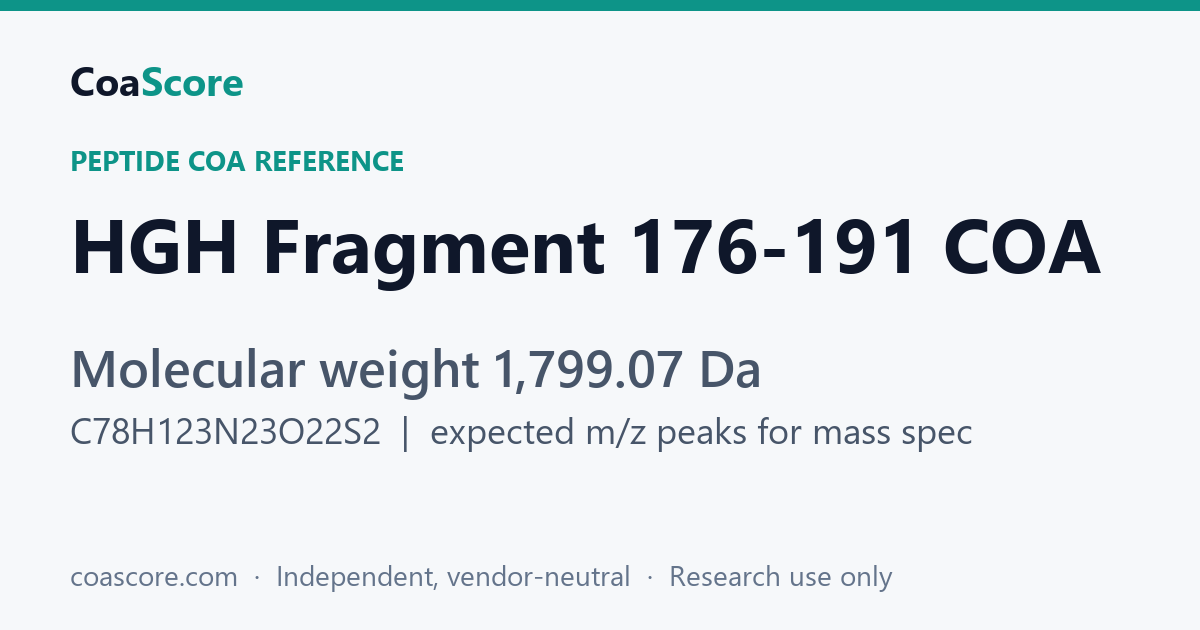 CoaScore
PEPTIDE COA REFERENCE
HGH Fragment 176-191 COA
Molecular weight 1,799.07 Da
C78H123N23O22S2 | expected m/z peaks for mass spec
coascore.com · Independent, vendor-neutral · Research use only